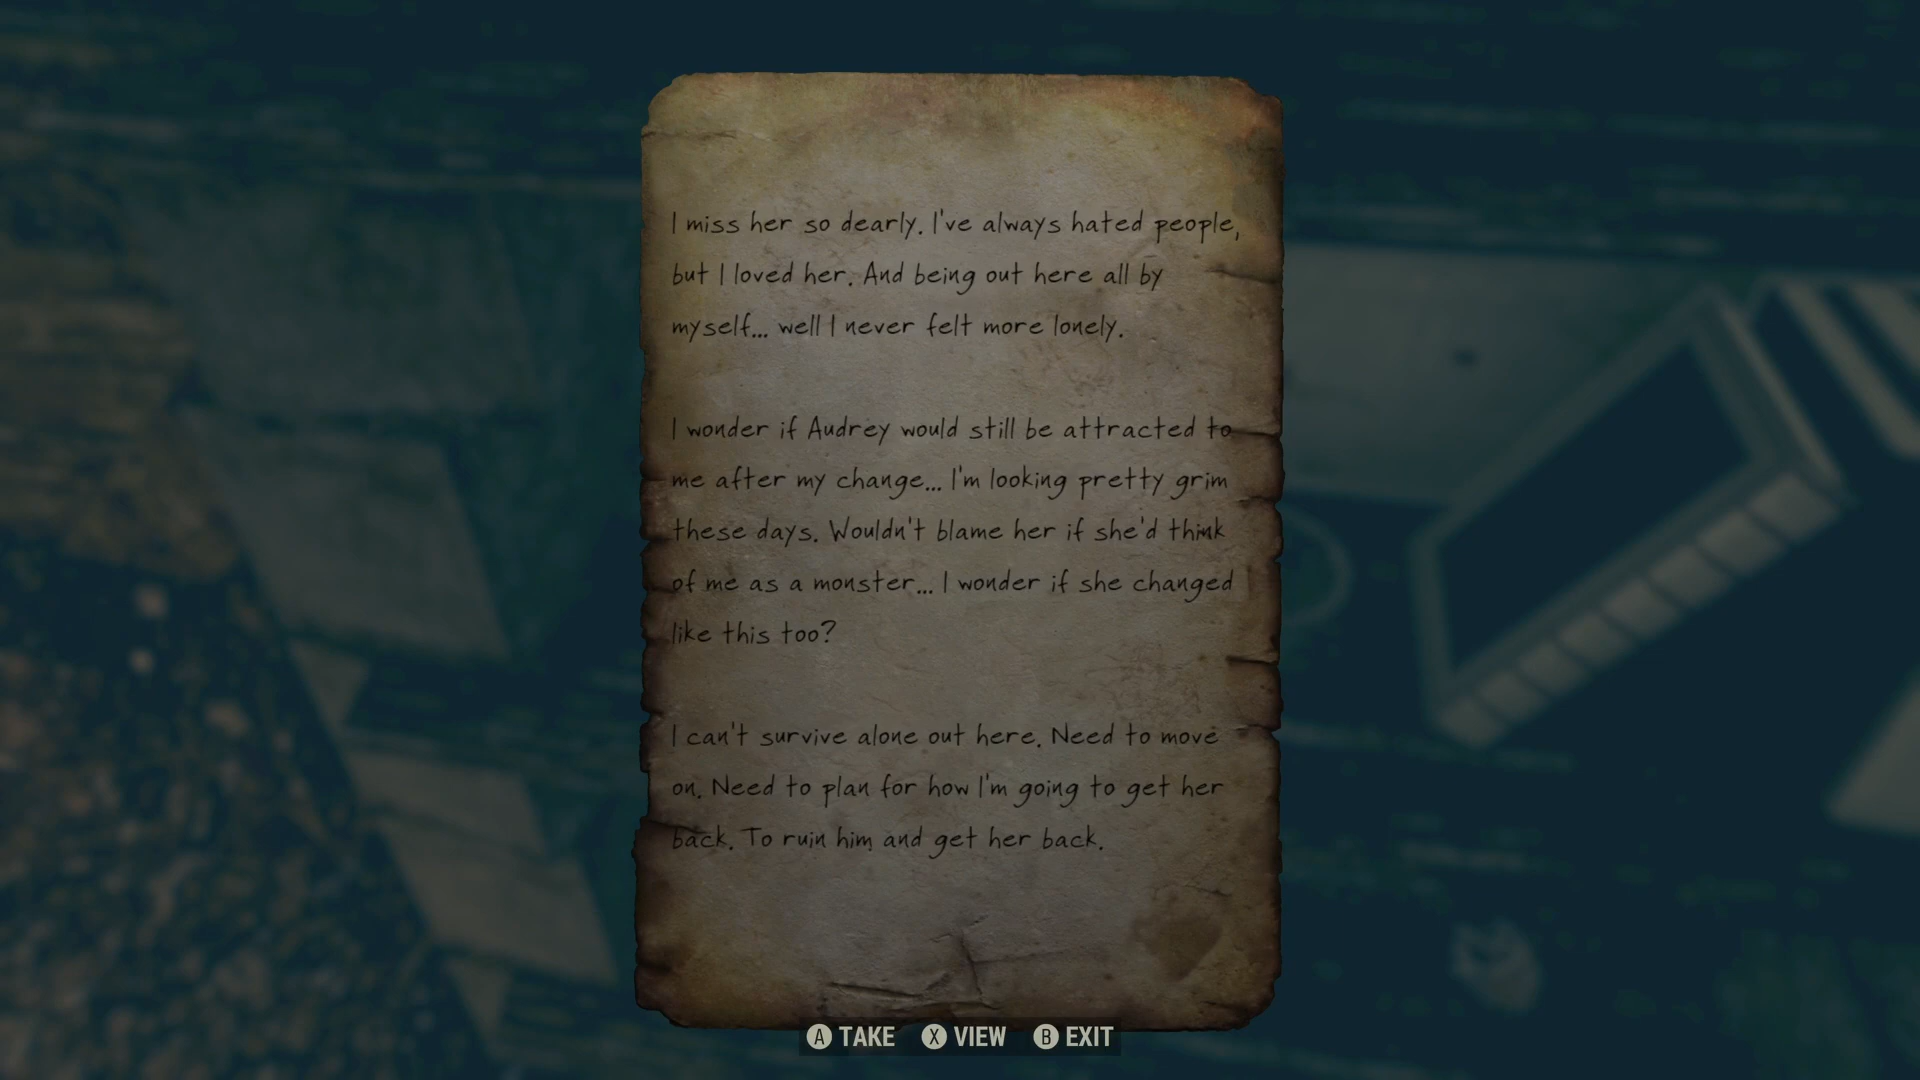 I miss her so dearly. I've always hated people,
but I loved her. And being out here all by
myself... well I never felt more lonely.
I wonder if Audrey would still be attracted to
me after my change... I'm looking pretty grim
these days. Wouldn't blame her if she'd think
of me as a monster... I wonder if she changed
like this too?
I can't survive alone out here. Need to move
on. Need to plan for how I'm going to get her
back. To ruin him and get her back.
A TAKE X VIEW B EXIT